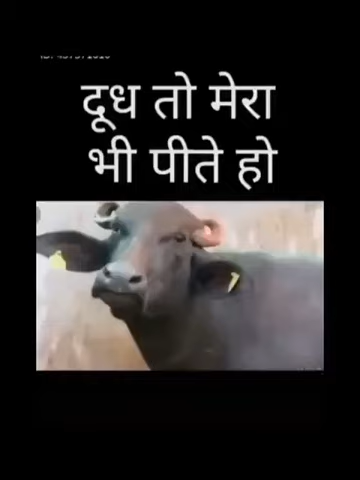 दूध तो मेरा
भी पीते हो